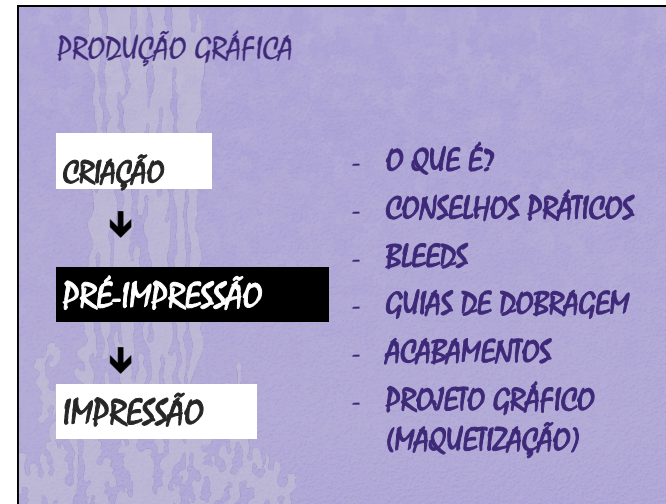 PRODUÇÃO GRÁFICA
CRIAÇÃO
PRÉ-IMPRESSÃO
IMPRESSÃO
- O QUE É?
- CONSELHOS PRÁTICOS
- BLEEDS
- GUIAS DE DOBRAGEM
- ACABAMENTOS
- PROJETO GRÁFICO
(MAQUETIZAÇÃO)